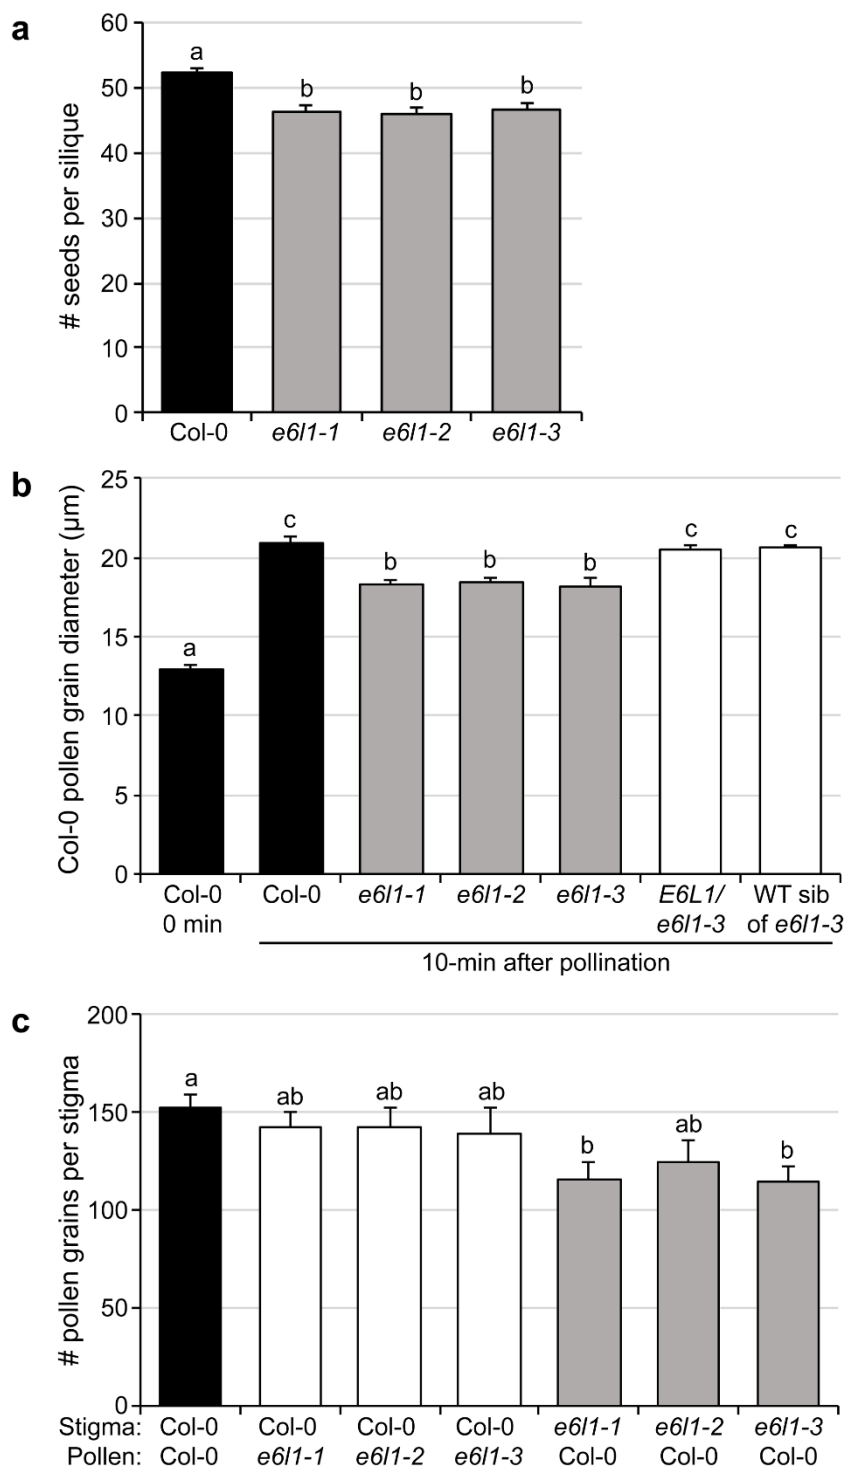 a
# seeds per silique
60
50
40
30
20
10
0
a
b
b
b
Col-0
e6l1-1
e6l1-2
e6l1-3
b
Col-0 pollen grain diameter (µm)
25
20
15
10
5
0
a
c
b
b
b
c
c
Col-0
0 min
Col-0
e6l1-1
e6l1-2
e6l1-3
E6L1/
e6l1-3
WT sib
of e6l1-3
10-min after pollination
c
# pollen grains per stigma
200
150
100
50
0
a
ab
ab
ab
b
ab
b
Stigma: Col-0 Col-0 Col-0 Col-0 e6l1-1 e6l1-2 e6l1-3
Pollen: Col-0 e6l1-1 e6l1-2 e6l1-3 Col-0 Col-0 Col-0